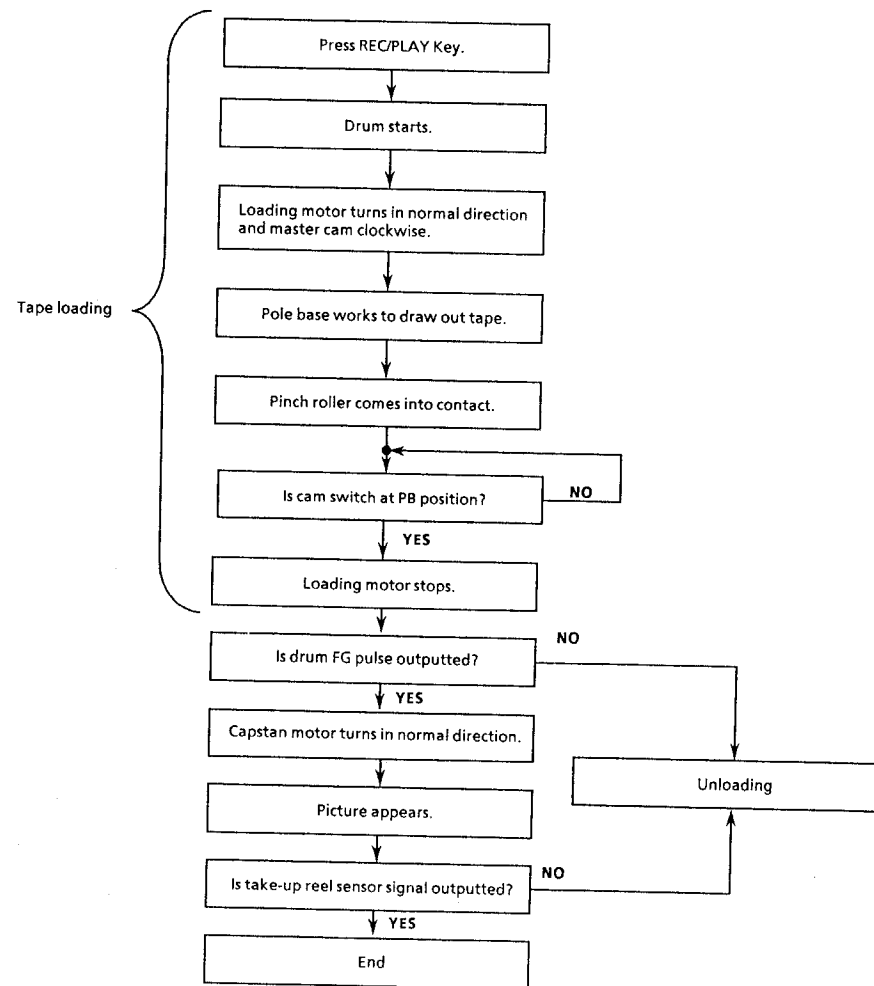 Press REC/PLAY Key.
Drum starts.
Loading motor turns in normal direction
and master cam clockwise.
Tape loading
Pole base works to draw out tape.
Pinch roller comes into contact.
Is cam switch at PB position?
NO
YES
Loading motor stops.
Is drum FG pulse outputted?
NO
YES
Capstan motor turns in normal direction.
Unloading
Picture appears.
Is take-up reel sensor signal outputted?
NO
YES
End